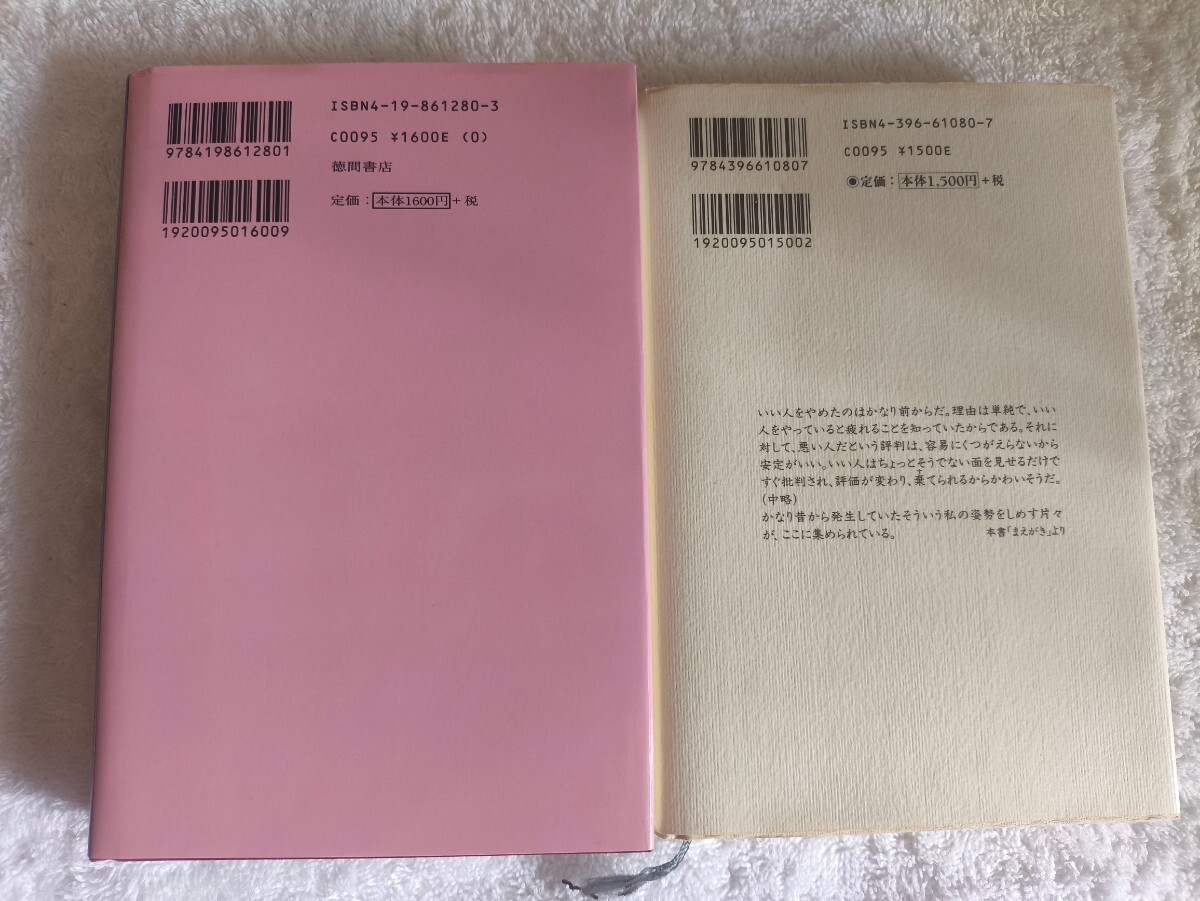 ISBN4-19-861280-3
9784198612801
C0095 ¥1600E (0)
徳間書店
1920095016009
定価：本体1600円+税
ISBN4-396-61080-7
9784396610807
C0095 ¥1500E
◉定価：本体1,500円+税
1920095015002
いい人をやめたのはかなり前からだ。理由は単純で、いい
人をやっていると疲れることを知っていたからである。それに
対して、悪い人だという評判は、容易にくつがえらないから
安定がいい。いい人はちょっとそうでない面を見せるだけで
すぐ批判され、評価が変わり、棄てられるからかわいそうだ。
(中略)
かなり昔から発生していたそういう私の姿勢をしめす片々
が、ここに集められている。
本書「まえがき」より